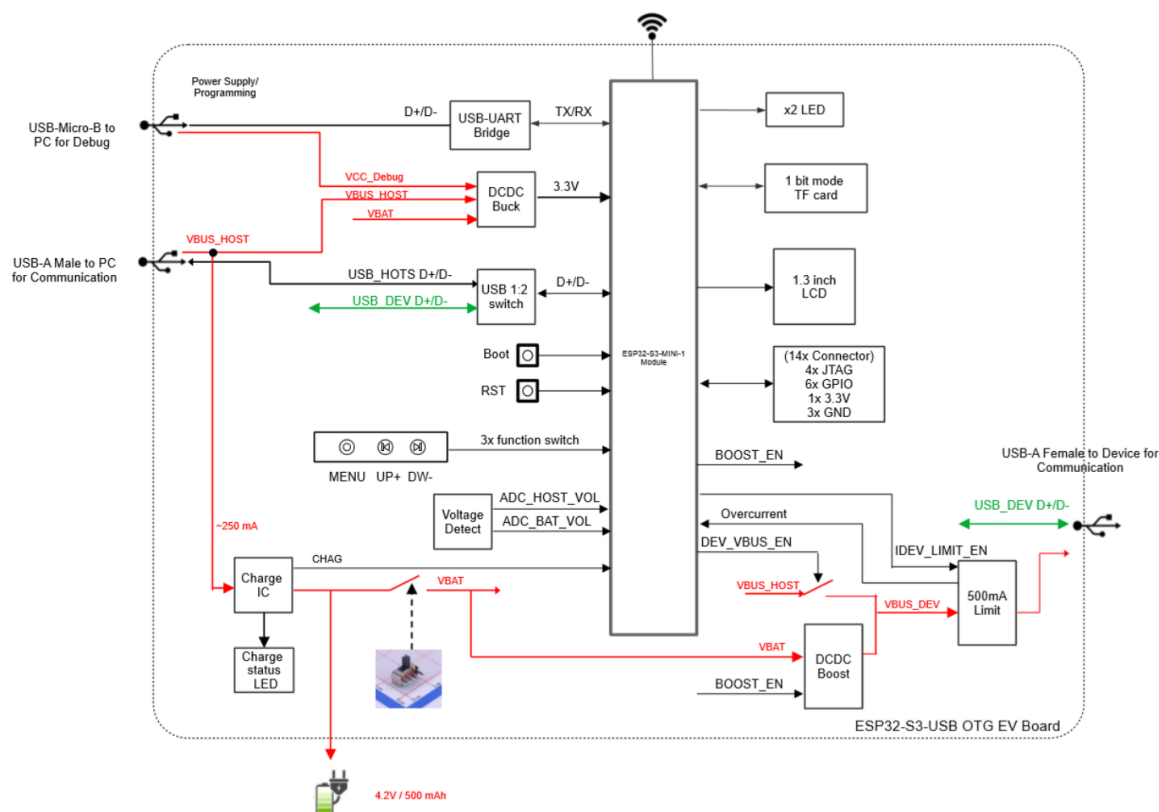 Power Supply/
Programming
USB-Micro-B to
PC for Debug
D+/D-
USB-UART
Bridge
TX/RX
x2 LED
VCC_Debug
VBUS_HOST
VBAT
DCDC
Buck
3.3V
1 bit mode
TF card
VBUS_HOST
USB-A Male to PC
for Communication
USB_HOTS D+/D-
USB_DEV D+/D-
USB 1:2
switch
D+/D-
1.3 inch
LCD
Boot
RST
ESP32-S3-MINI-1
Module
(14x Connector)
4x JTAG
6x GPIO
1x 3.3V
3x GND
3x function switch
MENU UP+ DW-
BOOST_EN
USB-A Female to Device for
Communication
Voltage
Detect
ADC_HOST_VOL
ADC_BAT_VOL
Overcurrent
USB_DEV D+/D-
~250 mA
DEV_VBUS_EN
IDEV_LIMIT_EN
CHAG
Charge
IC
VBAT
VBUS_HOST
VBUS_DEV
500mA
Limit
Charge
status
LED
VBAT
DCDC
Boost
BOOST_EN
ESP32-S3-USB OTG EV Board
4.2V / 500 mAh